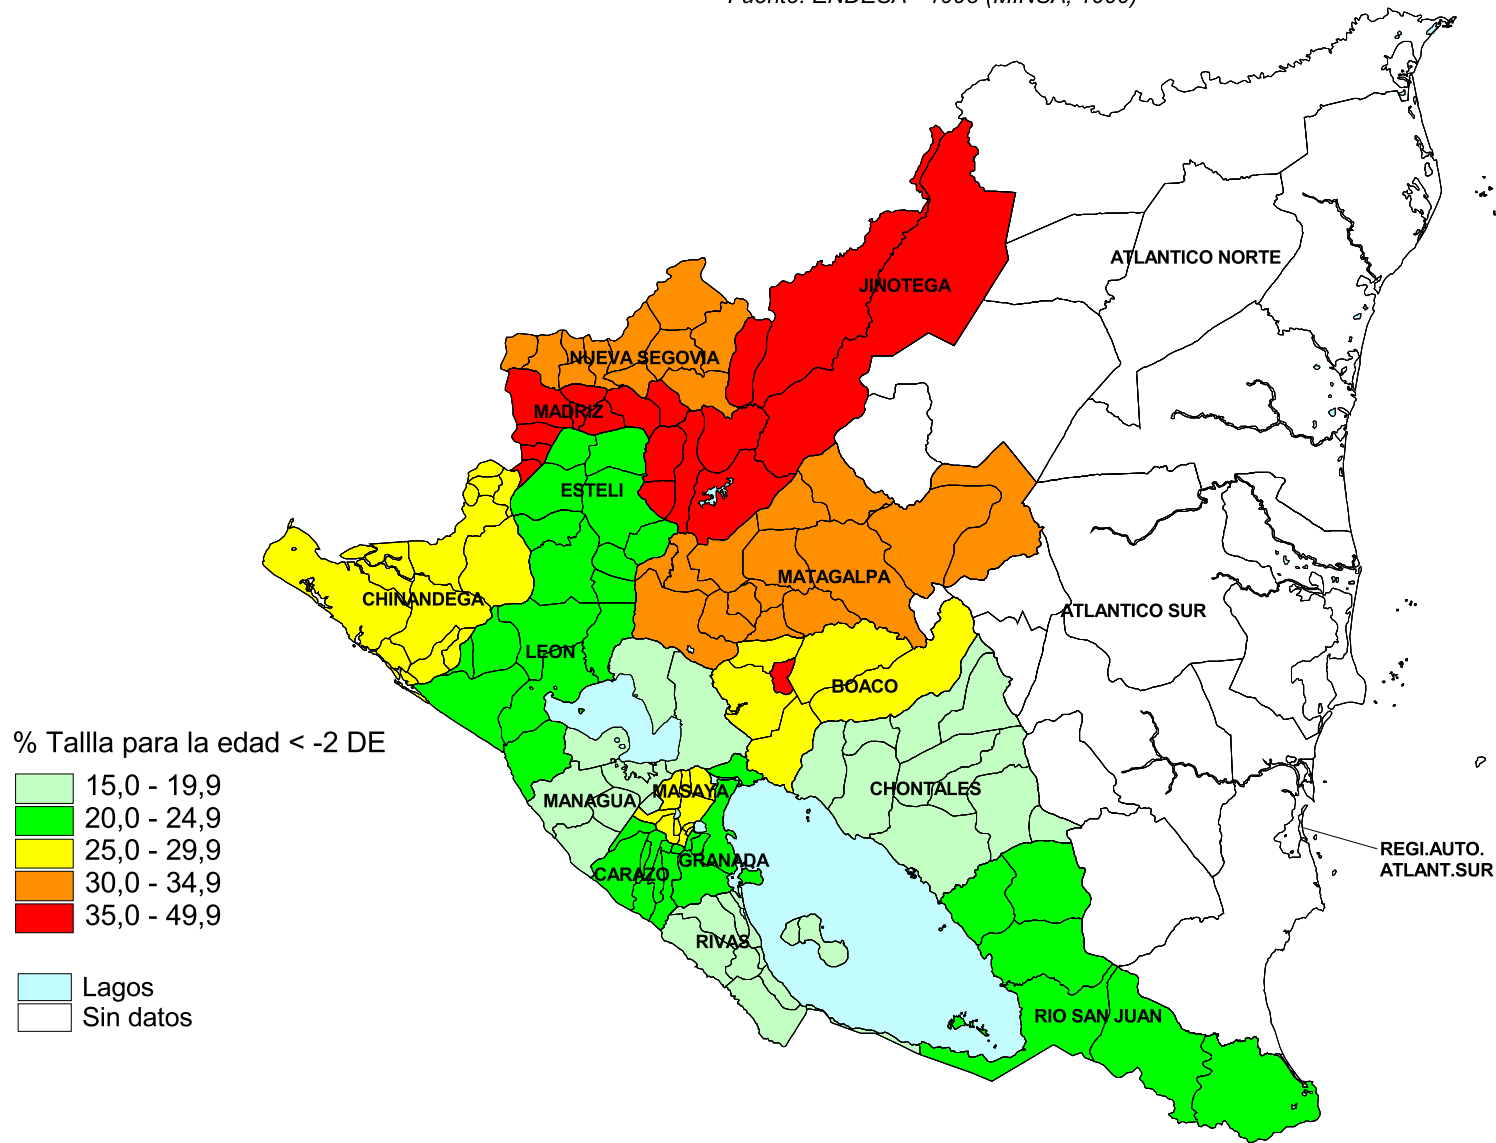 ATLANTICO NORTE
JINOTEGA
NUEVA SEGOVIA
MADRIZ
ESTELI
MATAGALPA
CHINANDEGA
ATLANTICO SUR
LEON
BOACO
% Tallla para la edad < -2 DE
15,0 - 19,9
20,0 - 24,9
25,0 - 29,9
30,0 - 34,9
35,0 - 49,9
MASAYA
CHONTALES
MANAGUA
GRANADA
CARAZO
REGI.AUTO.
ATLANT.SUR
RIVAS
Lagos
Sin datos
RIO SAN JUAN